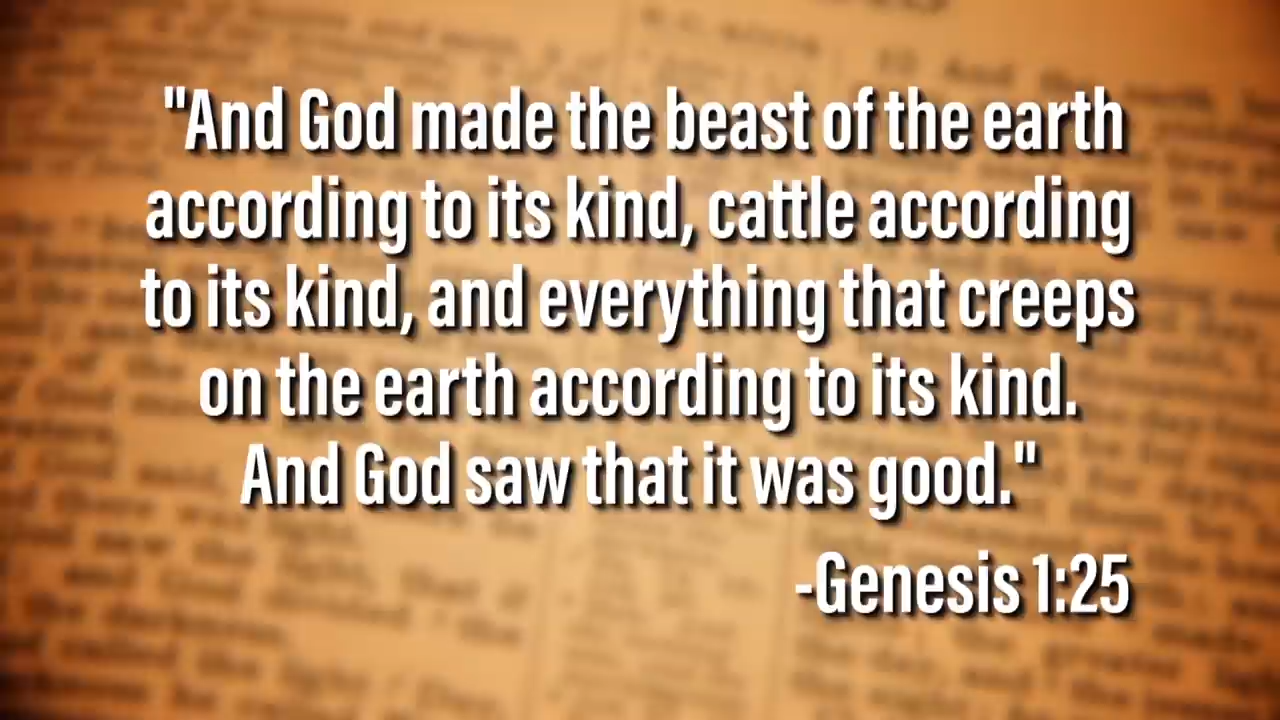 "And God made the beast of the earth
according to its kind, cattle according
to its kind, and everything that creeps
on the earth according to its kind.
And God saw that it was good."
-Genesis 1:25